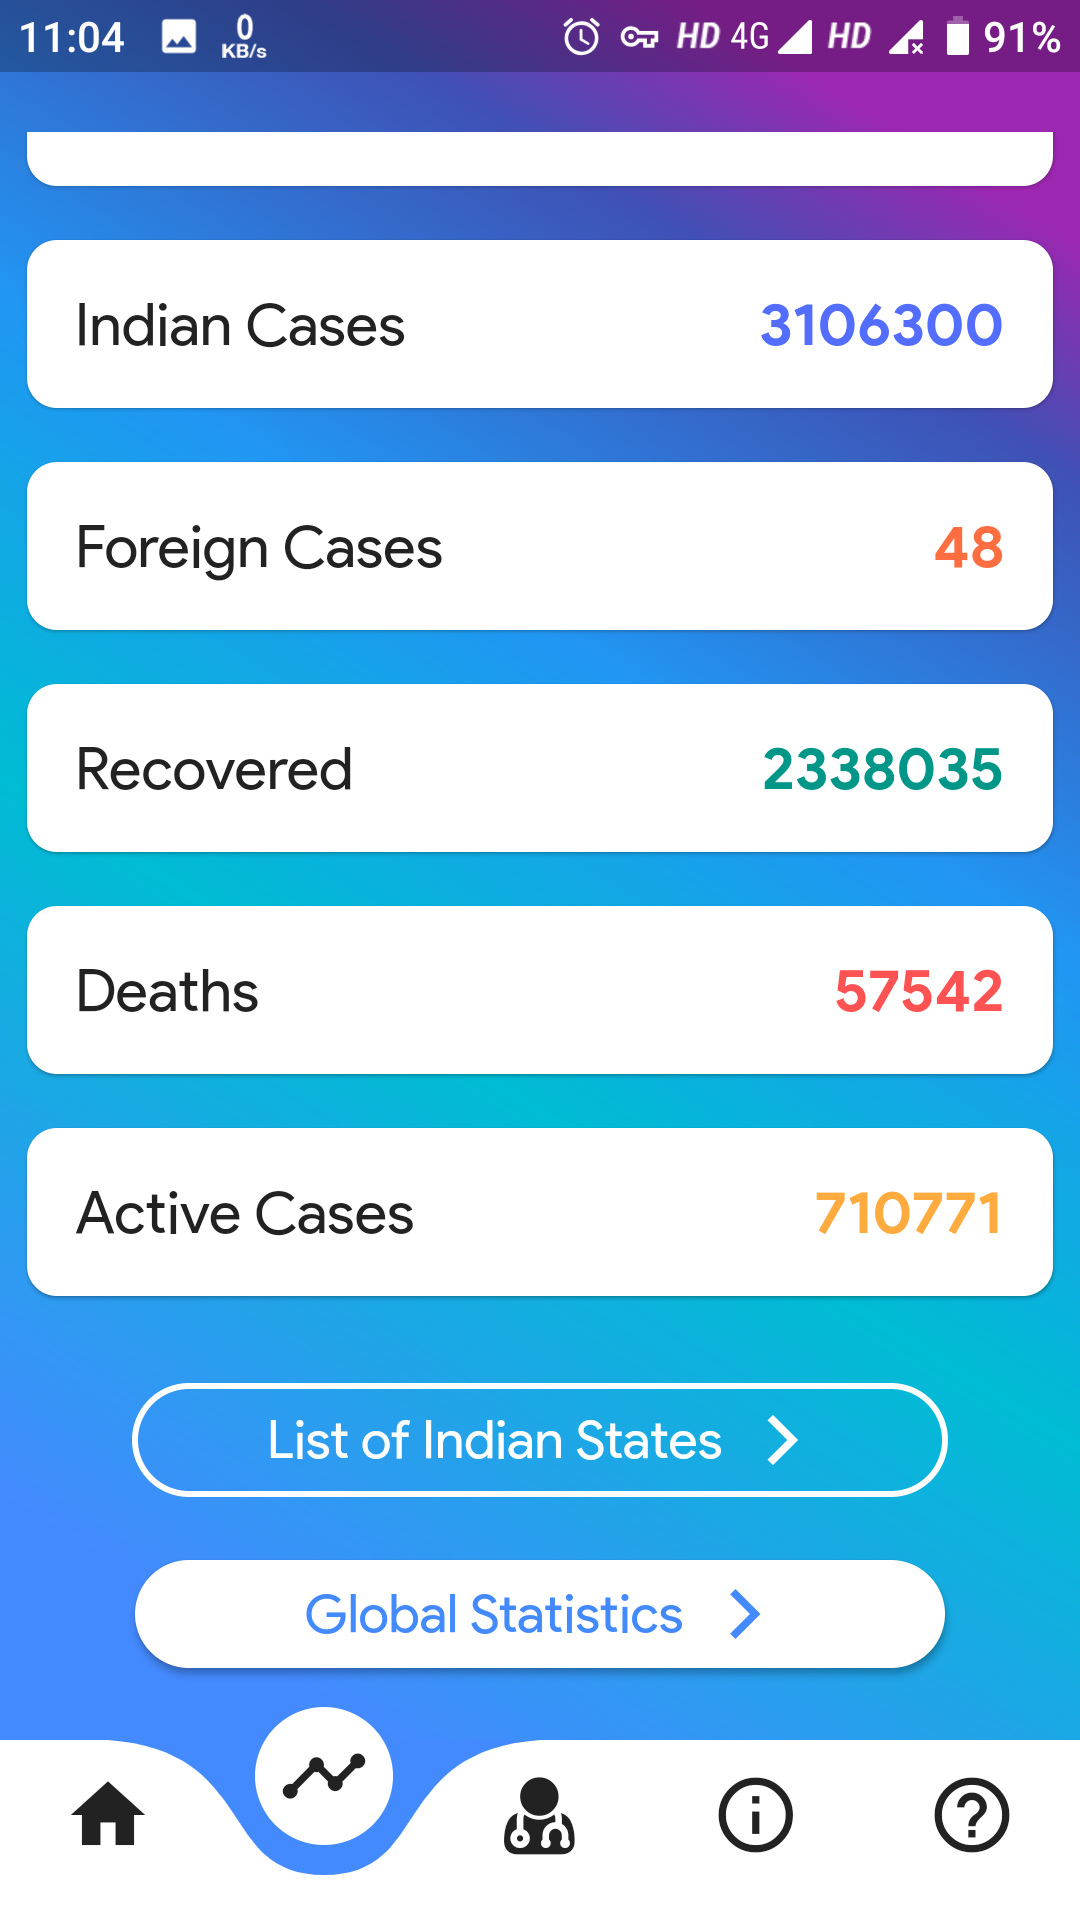 11:04 0 KB/s HD 4G HD 91%
Indian Cases 3106300
Foreign Cases 48
Recovered 2338035
Deaths 57542
Active Cases 710771
List of Indian States
Global Statistics